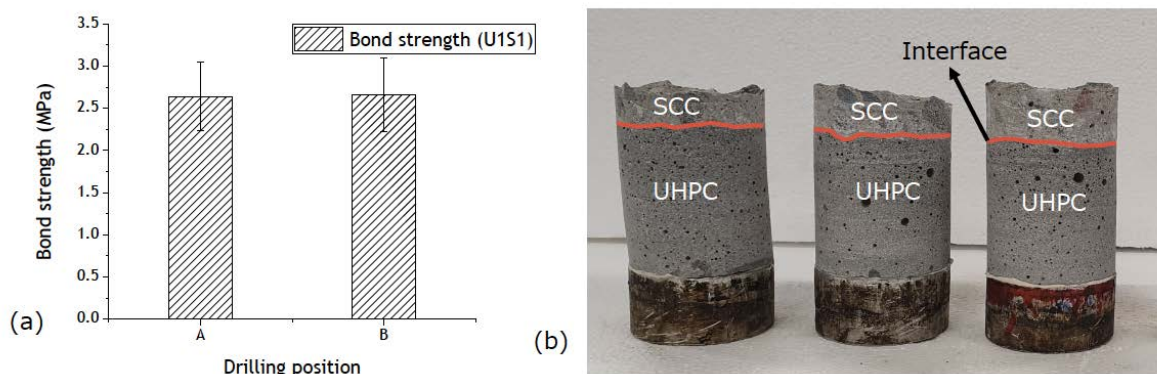 3.5
3.0
2.5
2.0
1.5
1.0
0.5
0.0
Bond strength (MPa)
Bond strength (U1S1)
A
B
Drilling position
(a)
Interface
SCC
SCC
SCC
UHPC
UHPC
UHPC
(b)